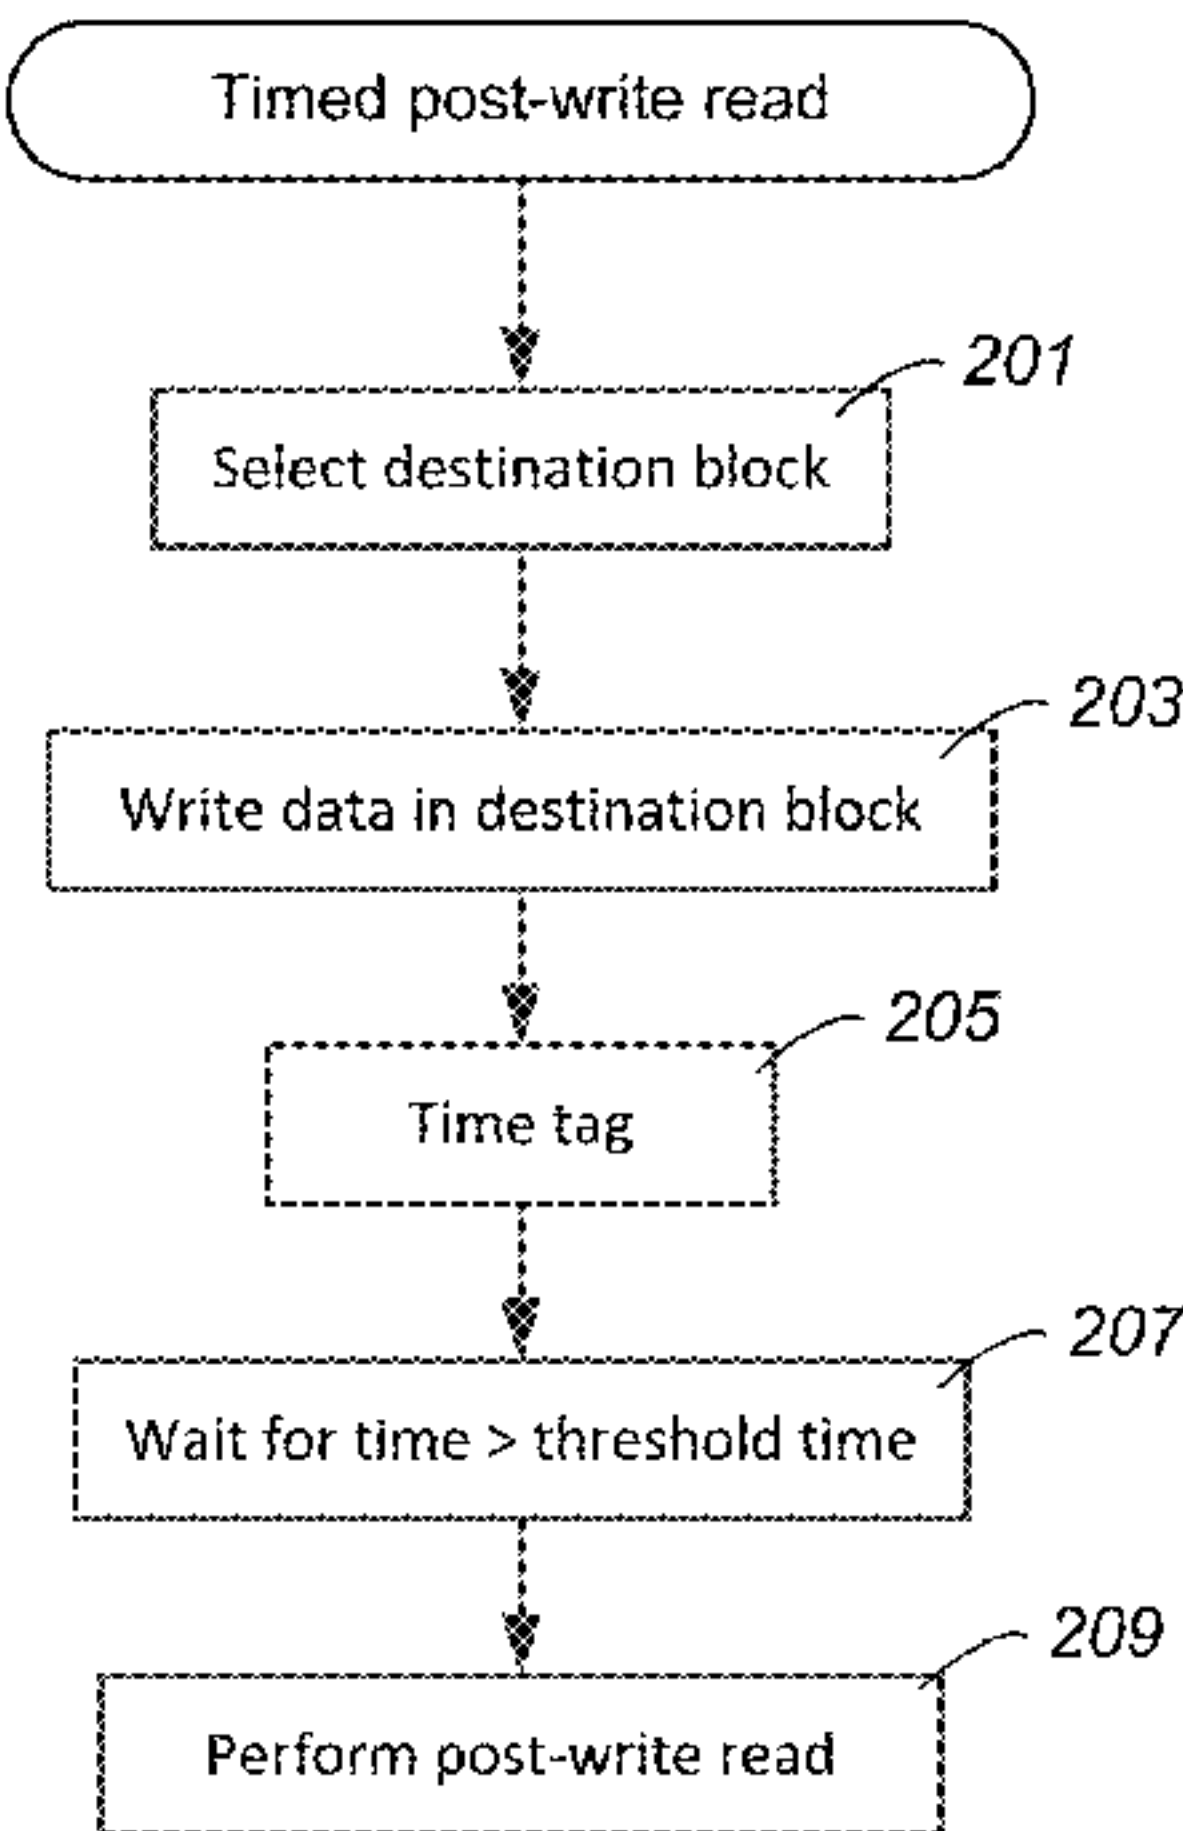 Timed post-write read
201
Select destination block
203
Write data in destination block
205
Time tag
207
Wait for time > threshold time
209
Perform post-write read